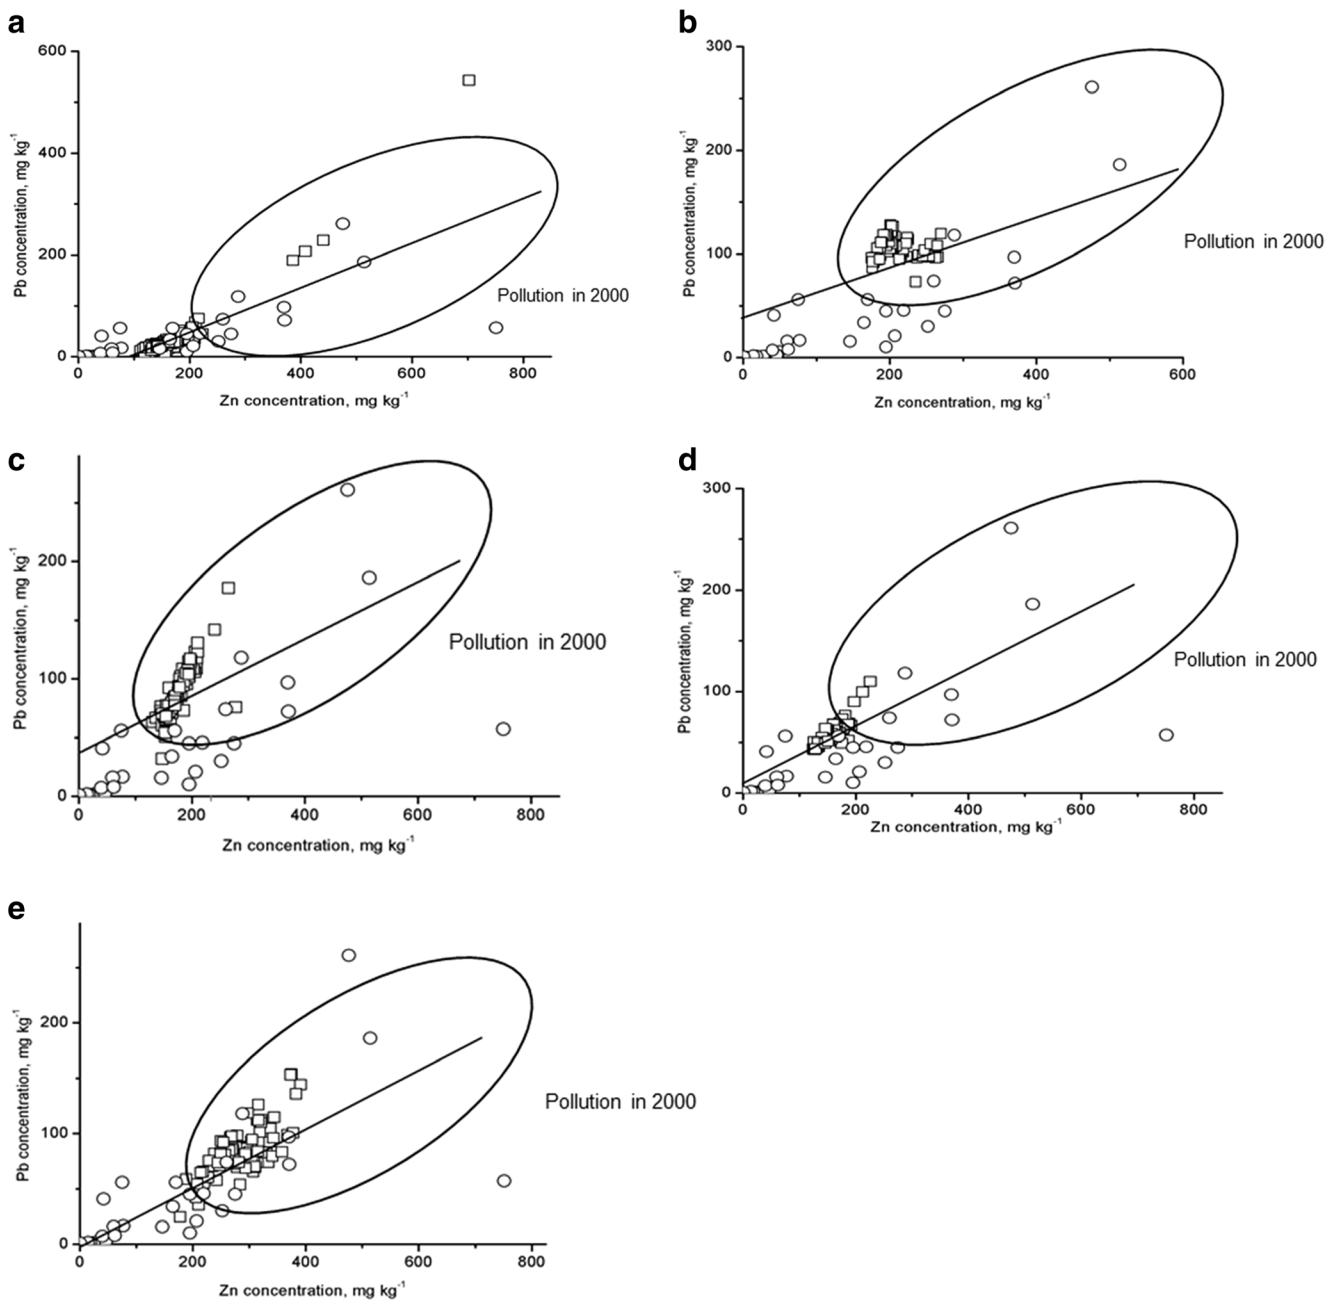 a
600
400
200
0
Pb concentration, mg kg⁻¹
Pollution in 2000
0 200 400 600 800
Zn concentration, mg kg⁻¹
b
300
200
100
0
Pb concentration, mg kg⁻¹
Pollution in 2000
0 200 400 600
Zn concentration, mg kg⁻¹
c
200
100
0
Pb concentration, mg kg⁻¹
Pollution in 2000
0 200 400 600 800
Zn concentration, mg kg⁻¹
d
300
200
100
0
Pb concentration, mg kg⁻¹
Pollution in 2000
0 200 400 600 800
Zn concentration, mg kg⁻¹
e
200
100
0
Pb concentration, mg kg⁻¹
Pollution in 2000
0 200 400 600 800
Zn concentration, mg kg⁻¹